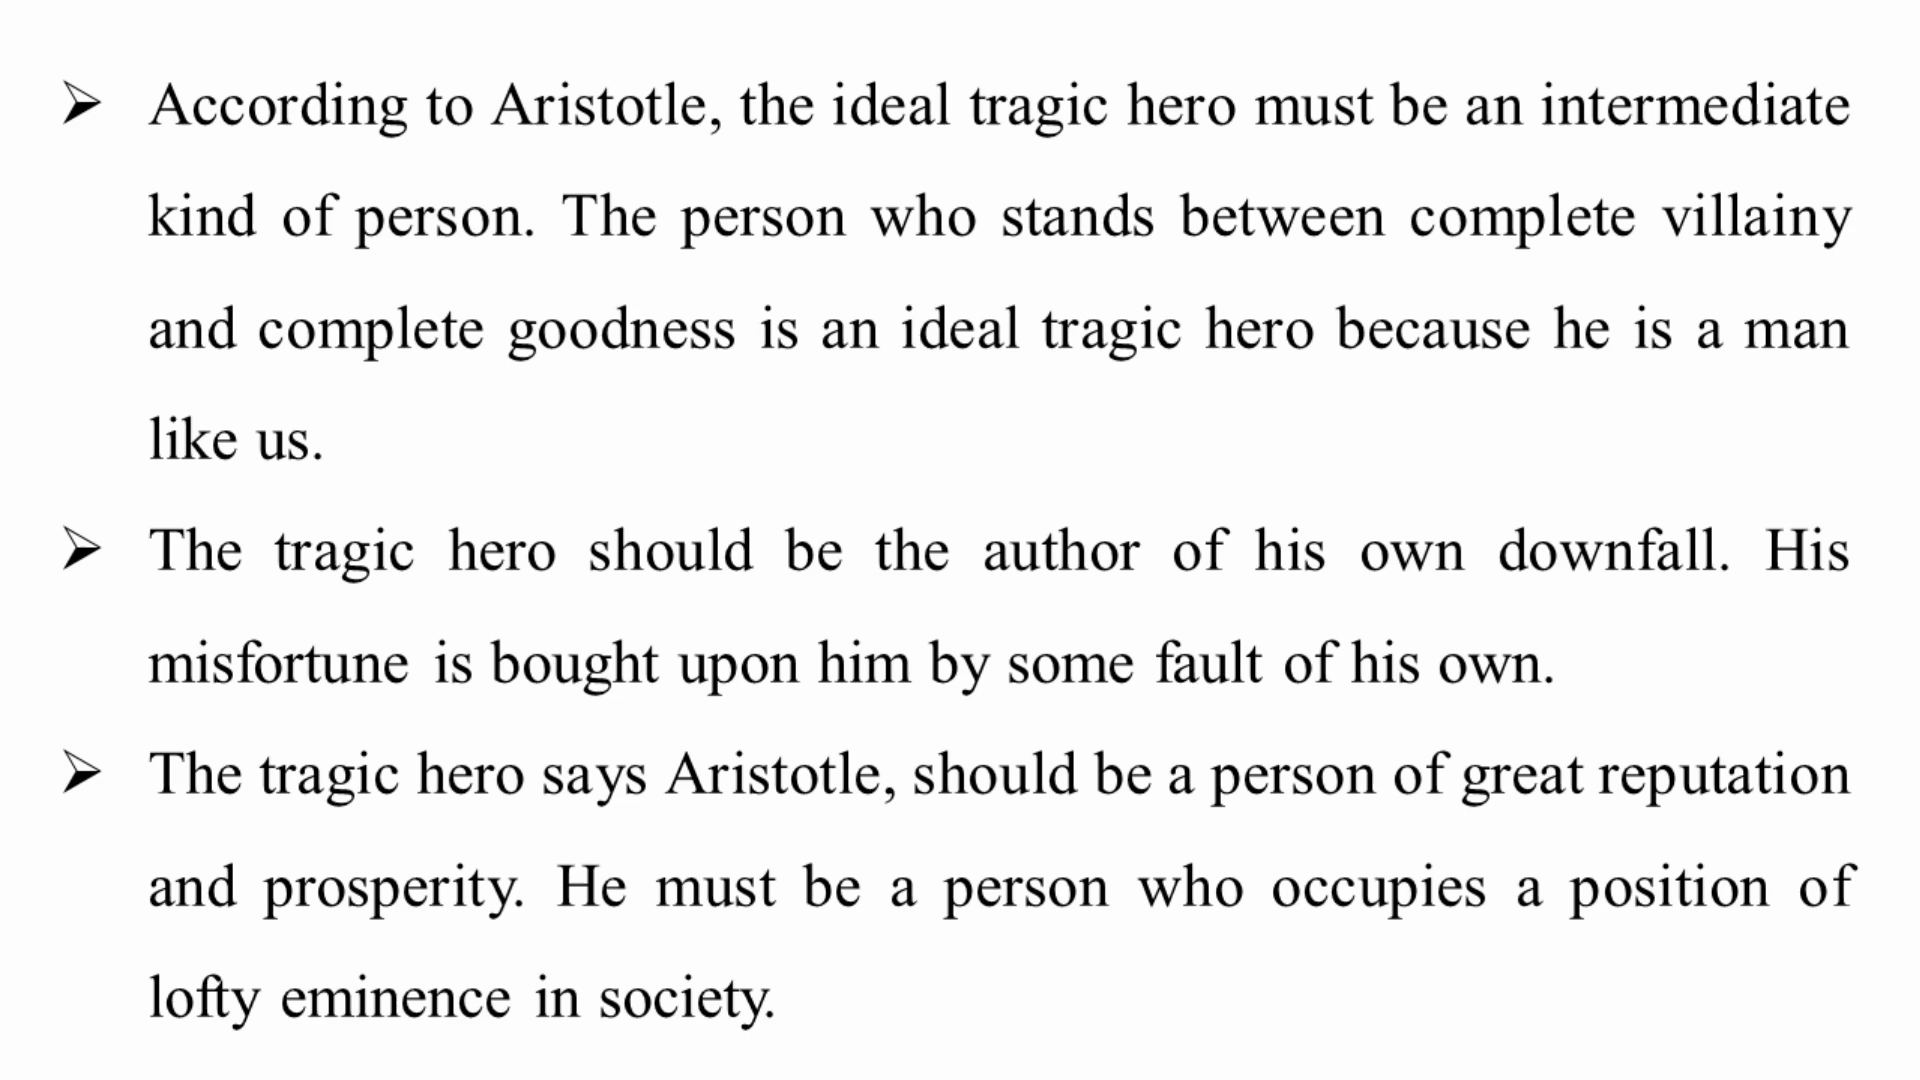 ➢ According to Aristotle, the ideal tragic hero must be an intermediate
kind of person. The person who stands between complete villainy
and complete goodness is an ideal tragic hero because he is a man
like us.
➢ The tragic hero should be the author of his own downfall. His
misfortune is bought upon him by some fault of his own.
➢ The tragic hero says Aristotle, should be a person of great reputation
and prosperity. He must be a person who occupies a position of
lofty eminence in society.